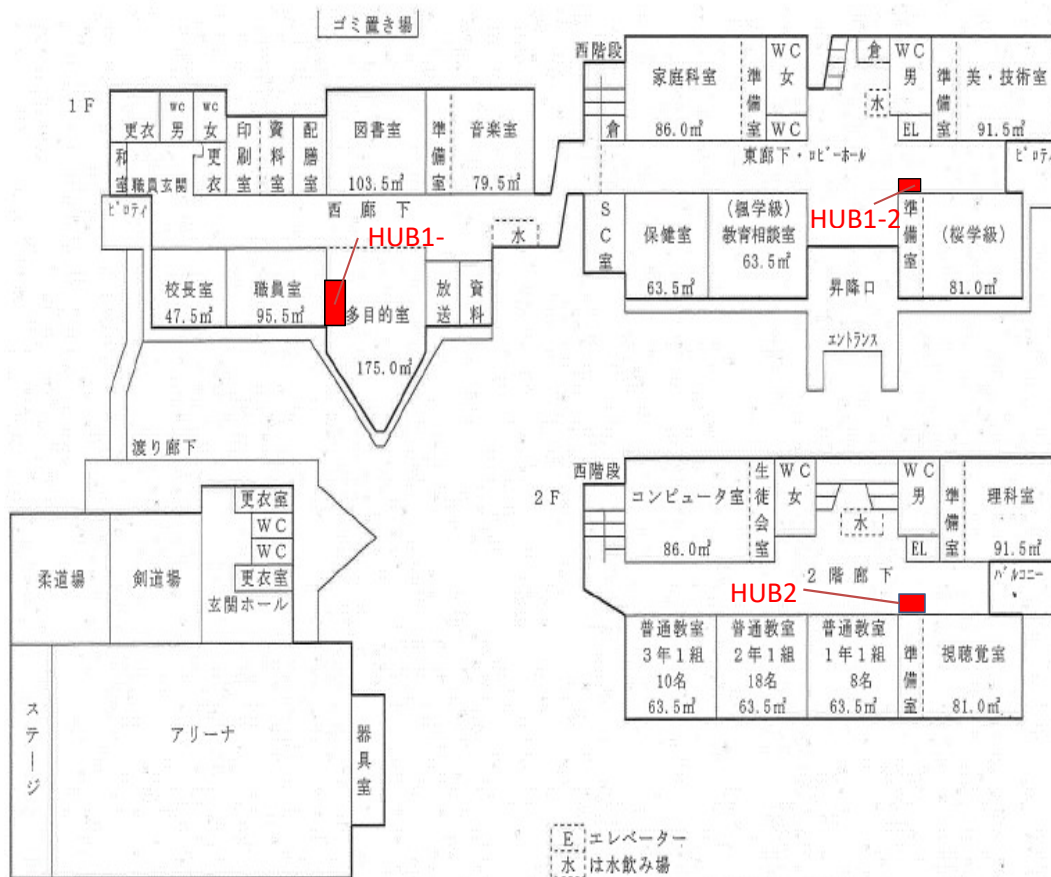 ゴミ置き場
1F
更衣
wc
男
wc
女
印刷室
資料室
配膳室
図書室
103.5㎡
準備室
音楽室
79.5㎡
和室
職員玄関
更衣
ピロティ
西廊下
HUB1-
水
校長室
47.5㎡
職員室
95.5㎡
多目的室
175.0㎡
放送
資料
渡り廊下
西階段
倉
家庭科室
86.0㎡
準備室
WC
女
WC
倉
水
WC
男
EL
準備室
美・技術室
91.5㎡
東廊下・ロビーホール
ピロティ
HUB1-2
SC室
保健室
63.5㎡
(楓学級)
教育相談室
63.5㎡
昇降口
エントランス
準備室
(桜学級)
81.0㎡
更衣室
WC
WC
更衣室
玄関ホール
柔道場
剣道場
ステージ
アリーナ
器具室
2F
西階段
コンピュータ室
86.0㎡
生徒会室
WC
女
水
WC
男
EL
準備室
理科室
91.5㎡
2階廊下
バルコニー
HUB2
普通教室
3年1組
10名
63.5㎡
普通教室
2年1組
18名
63.5㎡
普通教室
1年1組
8名
63.5㎡
準備室
視聴覚室
81.0㎡
E エレベーター
水 は水飲み場